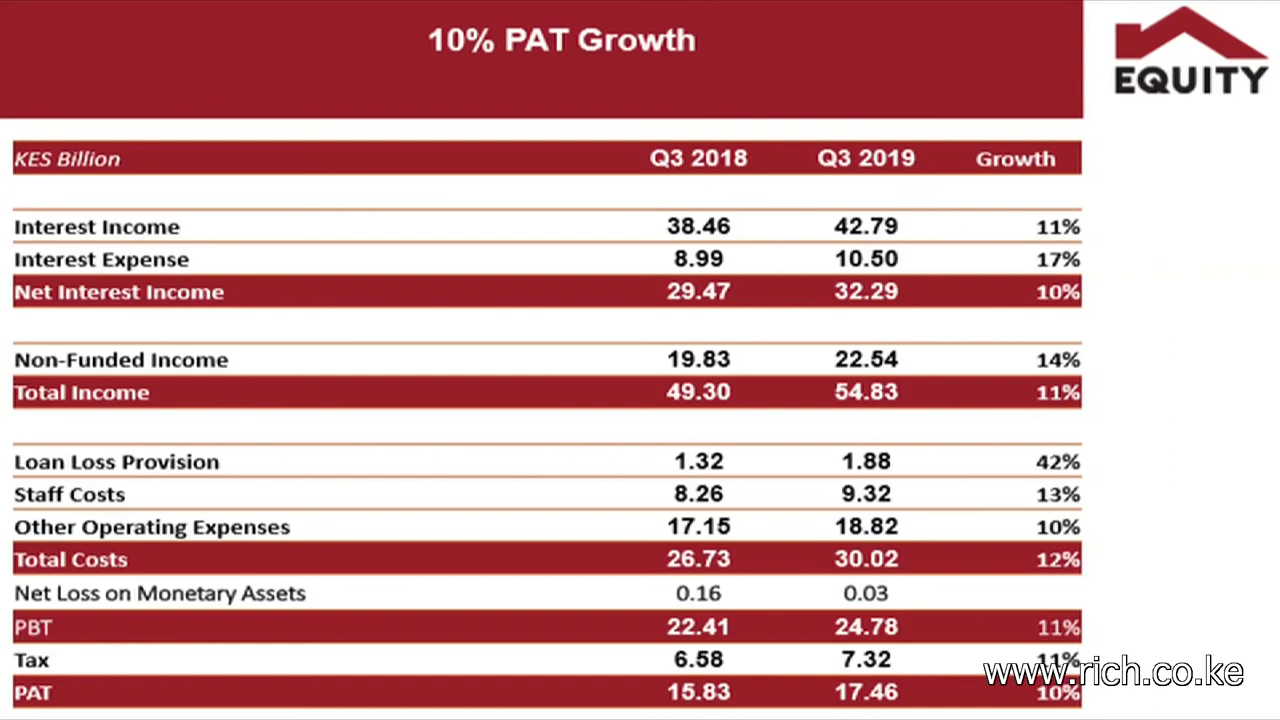 10% PAT Growth
EQUITY
KES Billion Q3 2018 Q3 2019 Growth
Interest Income 38.46 42.79 11%
Interest Expense 8.99 10.50 17%
Net Interest Income 29.47 32.29 10%
Non-Funded Income 19.83 22.54 14%
Total Income 49.30 54.83 11%
Loan Loss Provision 1.32 1.88 42%
Staff Costs 8.26 9.32 13%
Other Operating Expenses 17.15 18.82 10%
Total Costs 26.73 30.02 12%
Net Loss on Monetary Assets 0.16 0.03
PBT 22.41 24.78 11%
Tax 6.58 7.32 11%
www.rich.co.ke
PAT 15.83 17.46 10%